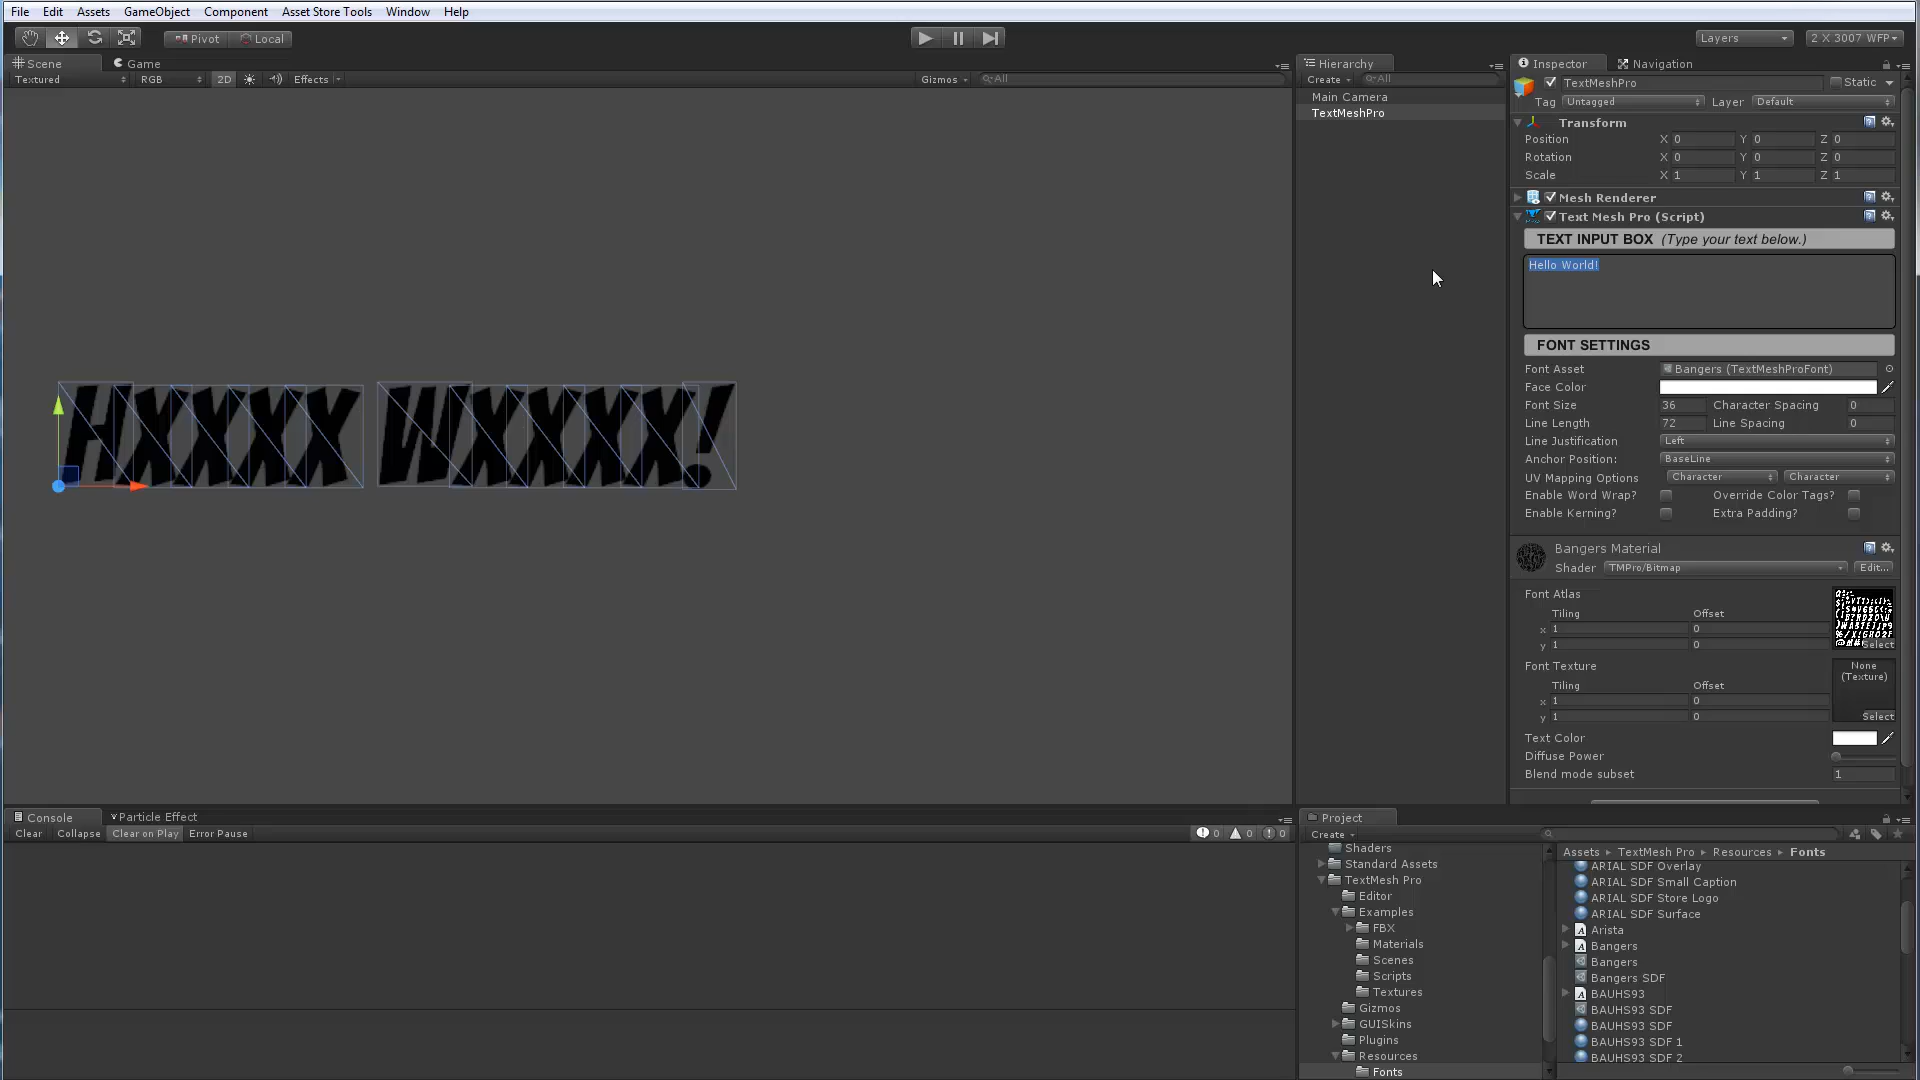 File Edit Assets GameObject Component Asset Store Tools Window Help
Pivot Local Layers 2 X 3007 WFP
Scene Game
Textured RGB 2D Effects Gizmos All
HXXXX WXXXX!
Hierarchy
Create All
Main Camera
TextMeshPro
Inspector Navigation
TextMeshPro Static
Tag Untagged Layer Default
Transform
Position X 0 Y 0 Z 0
Rotation X 0 Y 0 Z 0
Scale X 1 Y 1 Z 1
Mesh Renderer
Text Mesh Pro (Script)
TEXT INPUT BOX (Type your text below.)
Hello World!
FONT SETTINGS
Font Asset Bangers (TextMeshProFont)
Face Color
Font Size 36 Character Spacing 0
Line Length 72 Line Spacing 0
Line Justification Left
Anchor Position: BaseLine
UV Mapping Options Character Character
Enable Word Wrap? Override Color Tags?
Enable Kerning? Extra Padding?
Bangers Material
Shader TMPro/Bitmap Edit...
Font Atlas
Tiling Offset
x 1 0
y 1 0
Select
Font Texture
None
(Texture)
Tiling Offset
x 1 0
y 1 0
Select
Text Color
Diffuse Power
Blend mode subset 1
Console Particle Effect
Clear Collapse Clear on Play Error Pause 0 0 0
Project
Create
Shaders
Standard Assets
TextMesh Pro
Editor
Examples
FBX
Materials
Scenes
Scripts
Textures
Gizmos
GUISkins
Plugins
Resources
Fonts
Assets TextMesh Pro Resources Fonts
ARIAL SDF Overlay
ARIAL SDF Small Caption
ARIAL SDF Store Logo
ARIAL SDF Surface
Arista
Bangers
Bangers
Bangers SDF
BAUHS93
BAUHS93 SDF
BAUHS93 SDF
BAUHS93 SDF 1
BAUHS93 SDF 2